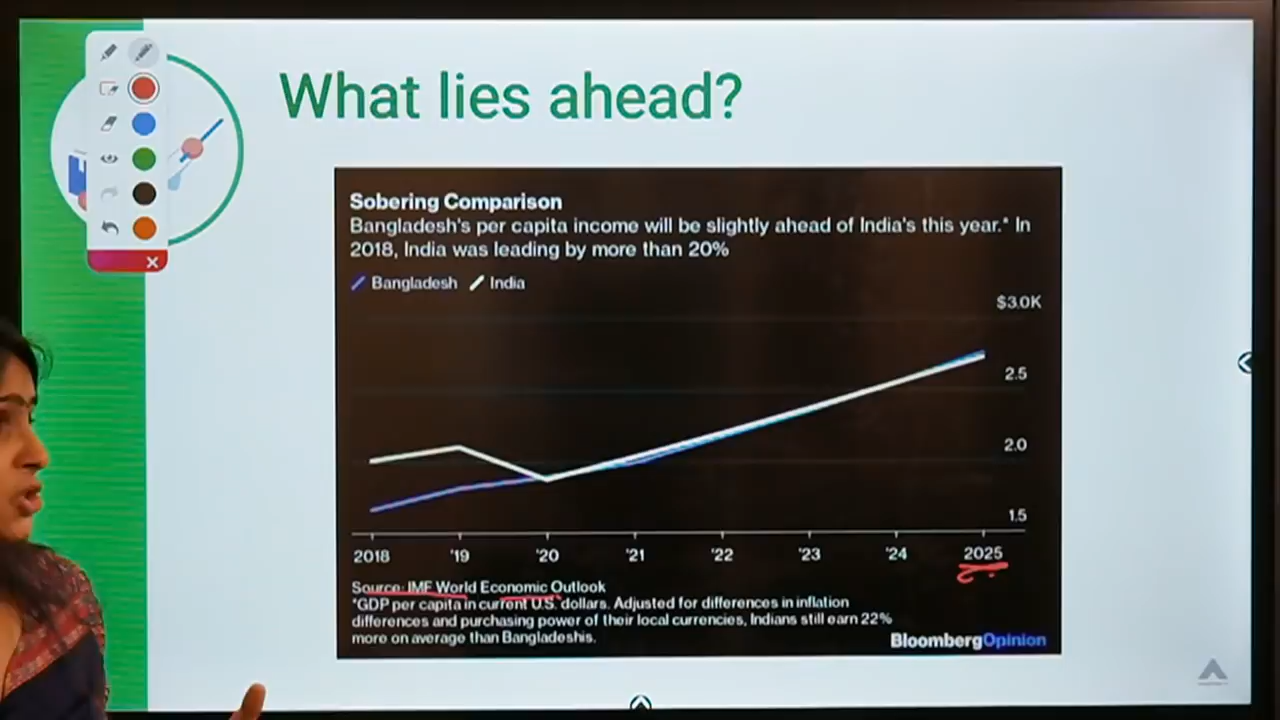 What lies ahead?
Sobering Comparison
Bangladesh's per capita income will be slightly ahead of India's this year.* In
2018, India was leading by more than 20%
Bangladesh India
$3.0K
2.5
2.0
1.5
2018 '19 '20 '21 '22 '23 '24 2025
Source: IMF World Economic Outlook
*GDP per capita in current U.S. dollars. Adjusted for differences in inflation
differences and purchasing power of their local currencies, Indians still earn 22%
more on average than Bangladeshis.
BloombergOpinion